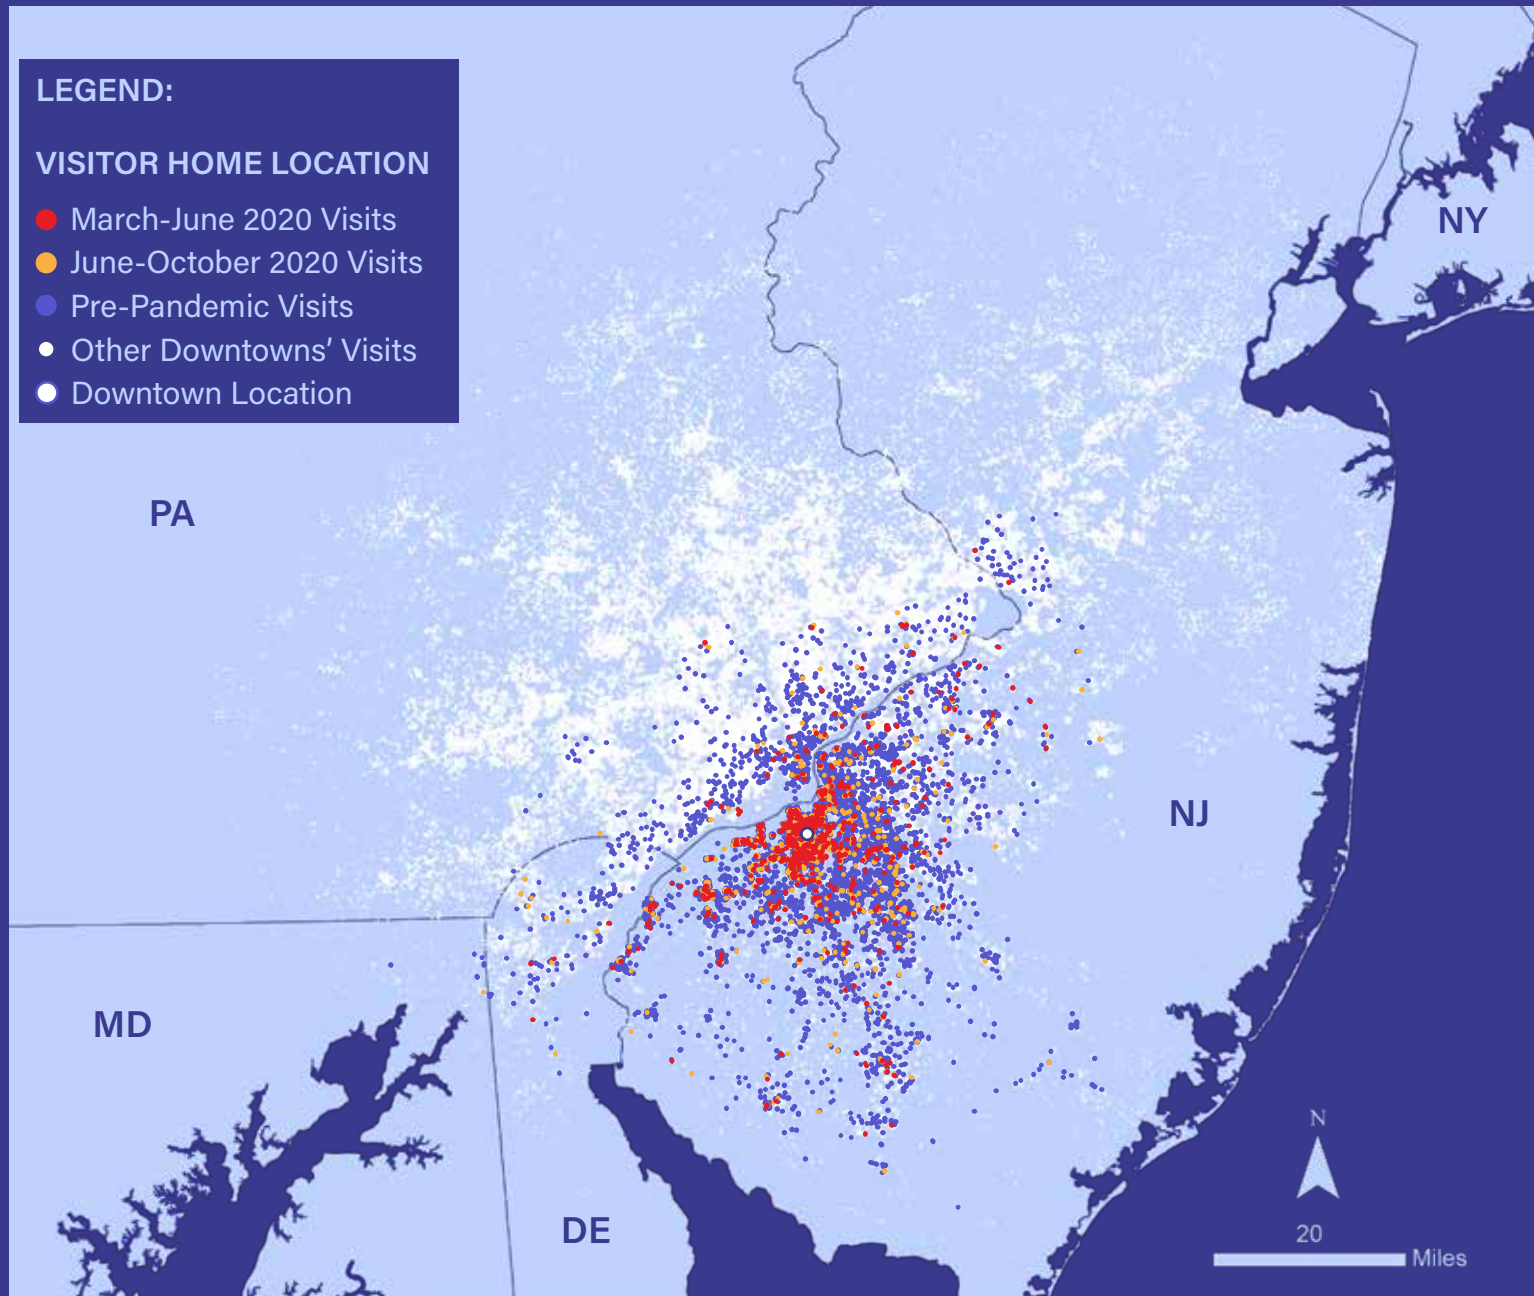 LEGEND:
VISITOR HOME LOCATION
March-June 2020 Visits
June-October 2020 Visits
Pre-Pandemic Visits
Other Downtowns’ Visits
Downtown Location
NY
PA
NJ
MD
DE
N
20
Miles